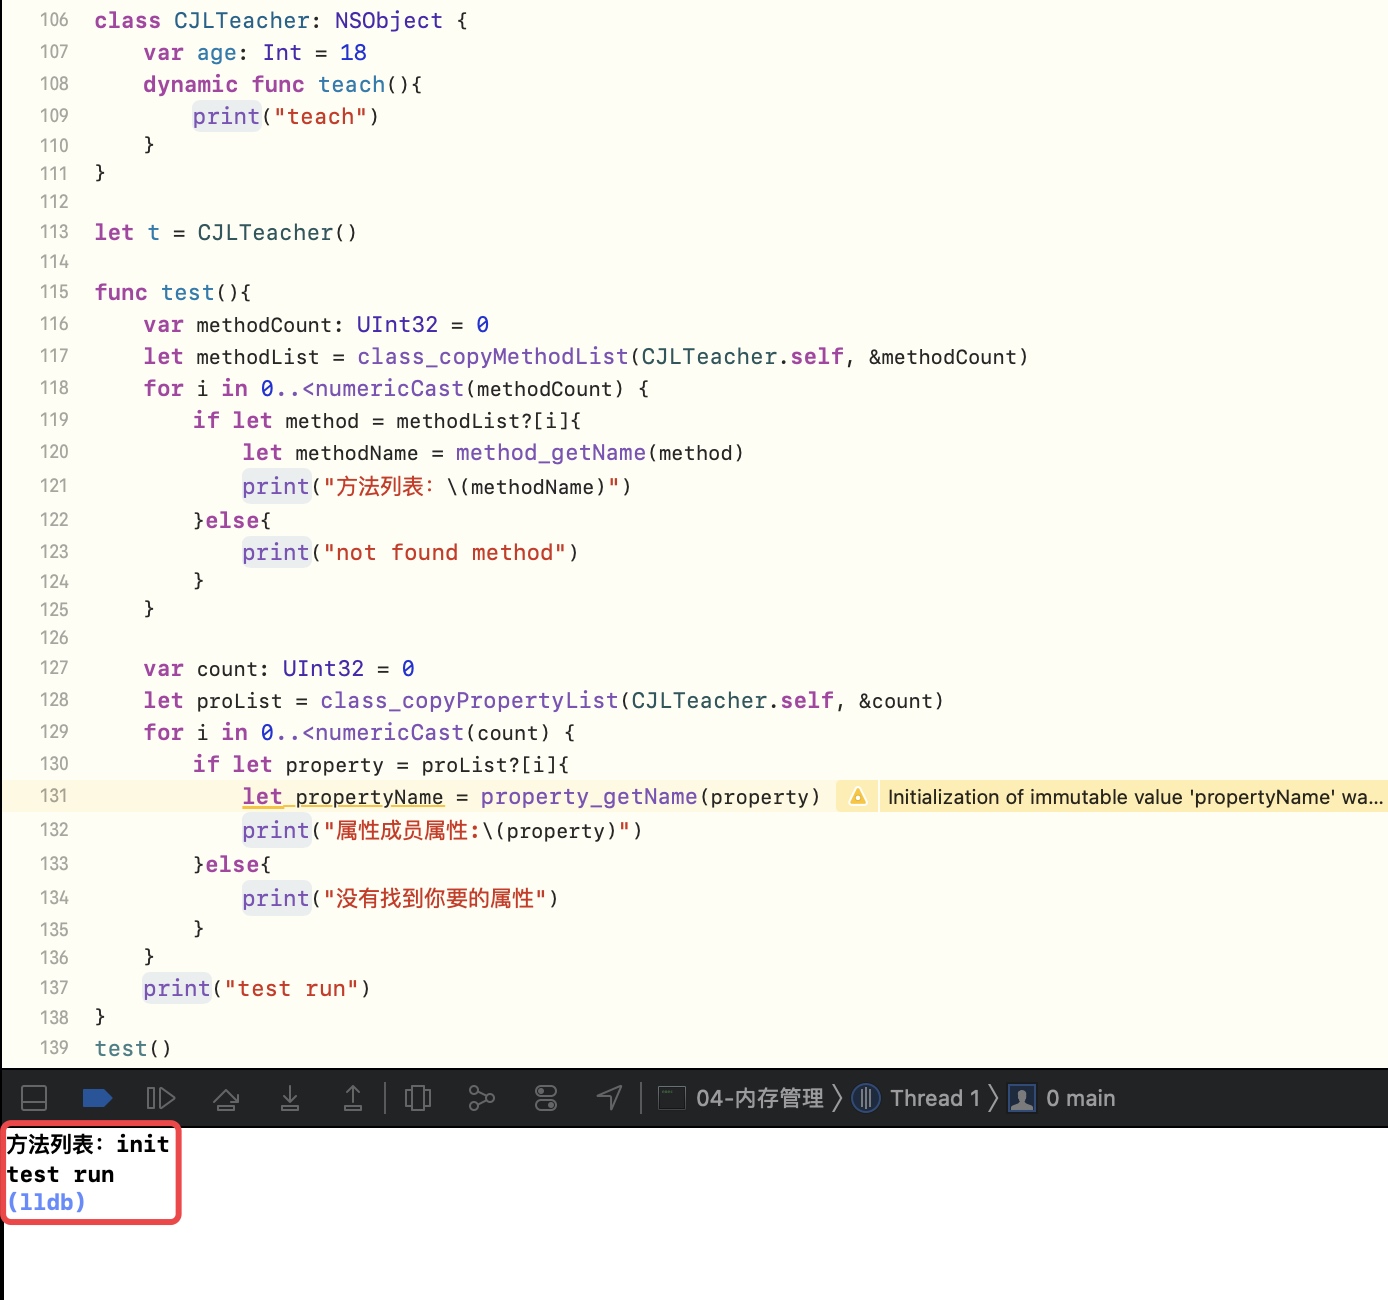 106 class CJLTeacher: NSObject {
107     var age: Int = 18
108     dynamic func teach(){
109         print("teach")
110     }
111 }
112
113 let t = CJLTeacher()
114
115 func test(){
116     var methodCount: UInt32 = 0
117     let methodList = class_copyMethodList(CJLTeacher.self, &methodCount)
118     for i in 0..<numericCast(methodCount) {
119         if let method = methodList?[i]{
120             let methodName = method_getName(method)
121             print("方法列表：\(methodName)")
122         }else{
123             print("not found method")
124         }
125     }
126
127     var count: UInt32 = 0
128     let proList = class_copyPropertyList(CJLTeacher.self, &count)
129     for i in 0..<numericCast(count) {
130         if let property = proList?[i]{
131             let propertyName = property_getName(property) Initialization of immutable value 'propertyName' wa...
132             print("属性成员属性:\(property)")
133         }else{
134             print("没有找到你要的属性")
135         }
136     }
137     print("test run")
138 }
139 test()
04-内存管理 〉 Thread 1 〉 0 main
方法列表：init
test run
(lldb)